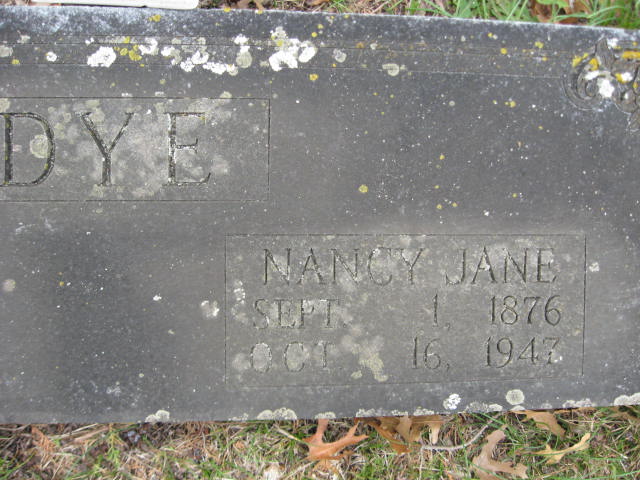 DYE
NANCY JANE
SEPT. 1, 1876
OCT. 16, 1947